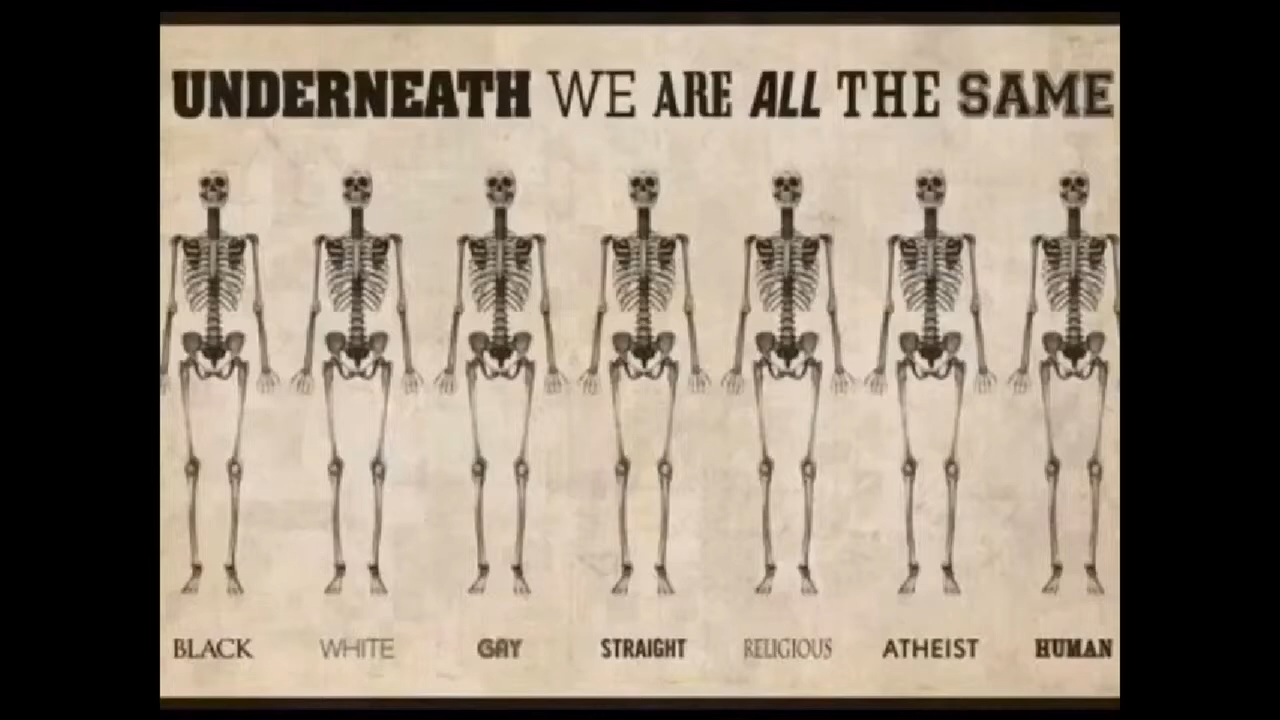 UNDERNEATH WE ARE ALL THE SAME
BLACK WHITE GAY STRAIGHT RELIGIOUS ATHEIST HUMAN